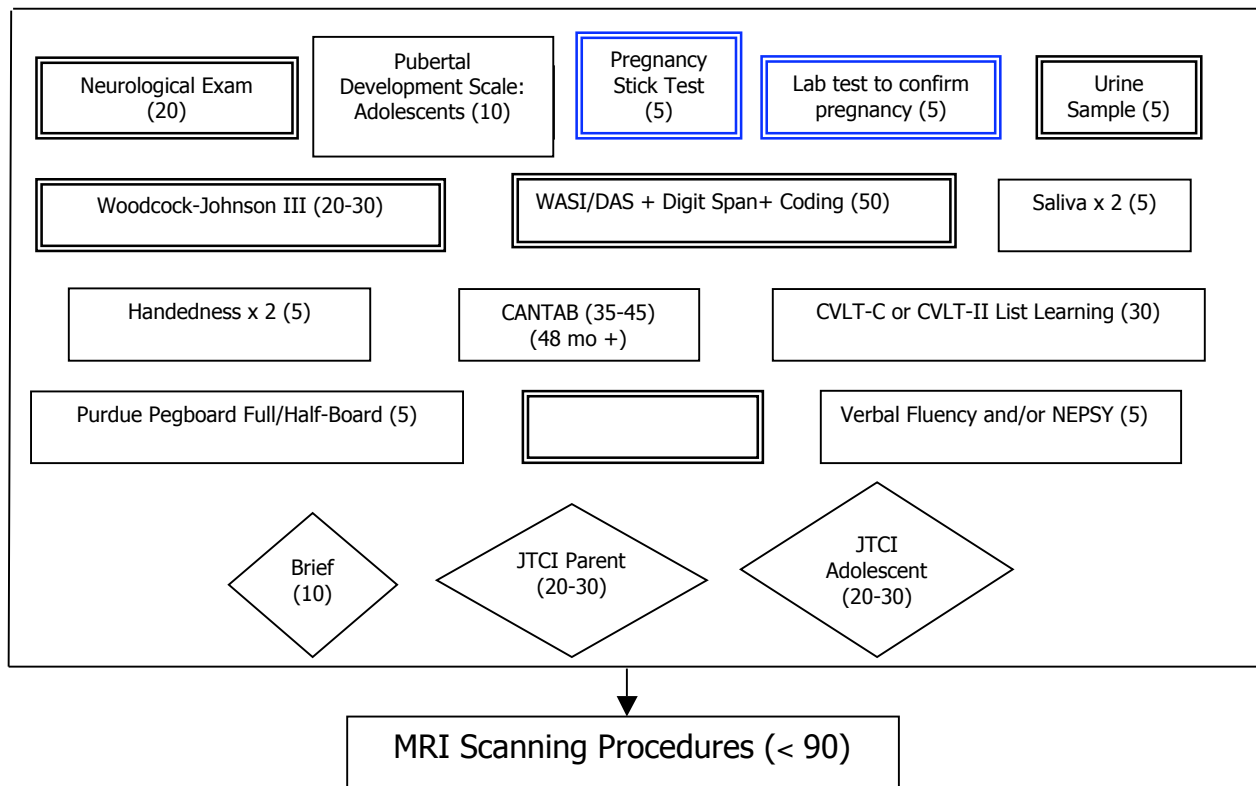 Neurological Exam
(20)
Pubertal
Development Scale:
Adolescents (10)
Pregnancy
Stick Test
(5)
Lab test to confirm
pregnancy (5)
Urine
Sample (5)
Woodcock-Johnson III (20-30)
WASI/DAS + Digit Span+ Coding (50)
Saliva x 2 (5)
Handedness x 2 (5)
CANTAB (35-45)
(48 mo +)
CVLT-C or CVLT-II List Learning (30)
Purdue Pegboard Full/Half-Board (5)
Verbal Fluency and/or NEPSY (5)
Brief
(10)
JTCI Parent
(20-30)
JTCI
Adolescent
(20-30)
MRI Scanning Procedures (< 90)